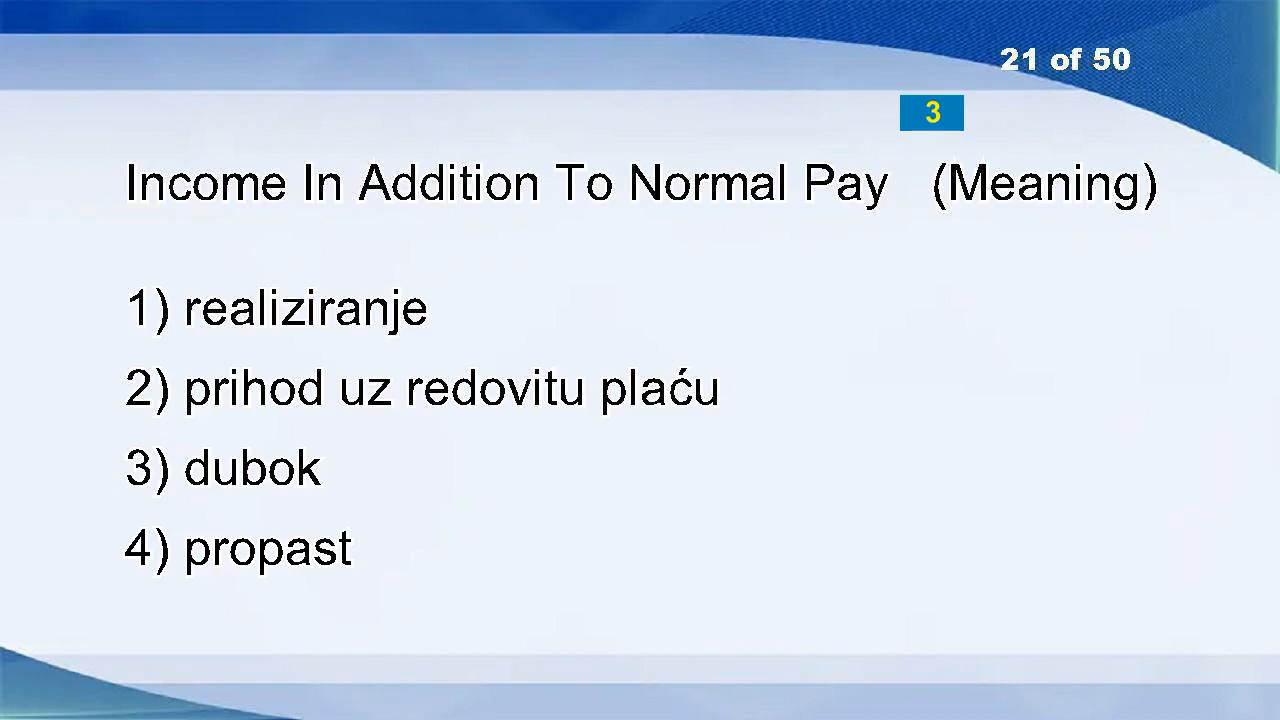 21 of 50
3
Income In Addition To Normal Pay (Meaning)
1) realiziranje
2) prihod uz redovitu plaću
3) dubok
4) propast